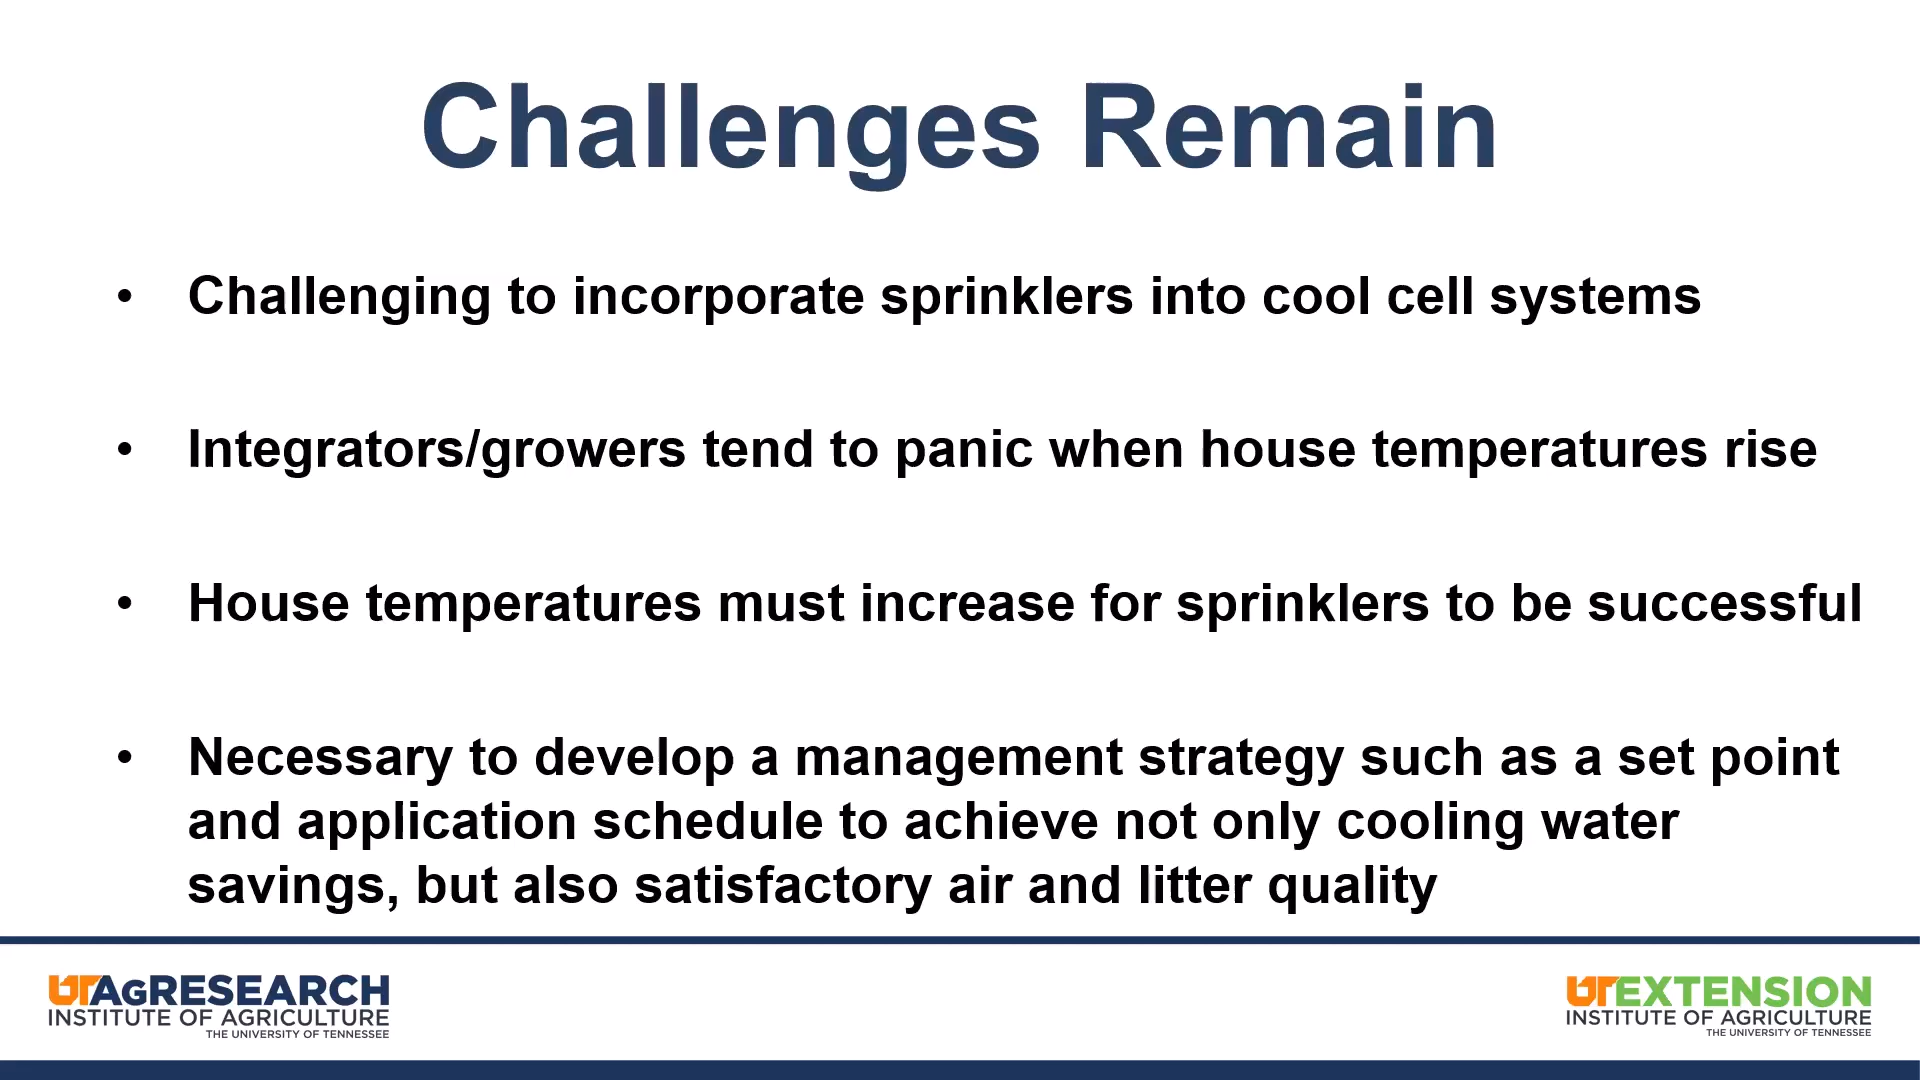 Challenges Remain
• Challenging to incorporate sprinklers into cool cell systems
• Integrators/growers tend to panic when house temperatures rise
• House temperatures must increase for sprinklers to be successful
• Necessary to develop a management strategy such as a set point
and application schedule to achieve not only cooling water
savings, but also satisfactory air and litter quality
UTAgRESEARCH
INSTITUTE OF AGRICULTURE
THE UNIVERSITY OF TENNESSEE
UTEXTENSION
INSTITUTE OF AGRICULTURE
THE UNIVERSITY OF TENNESSEE